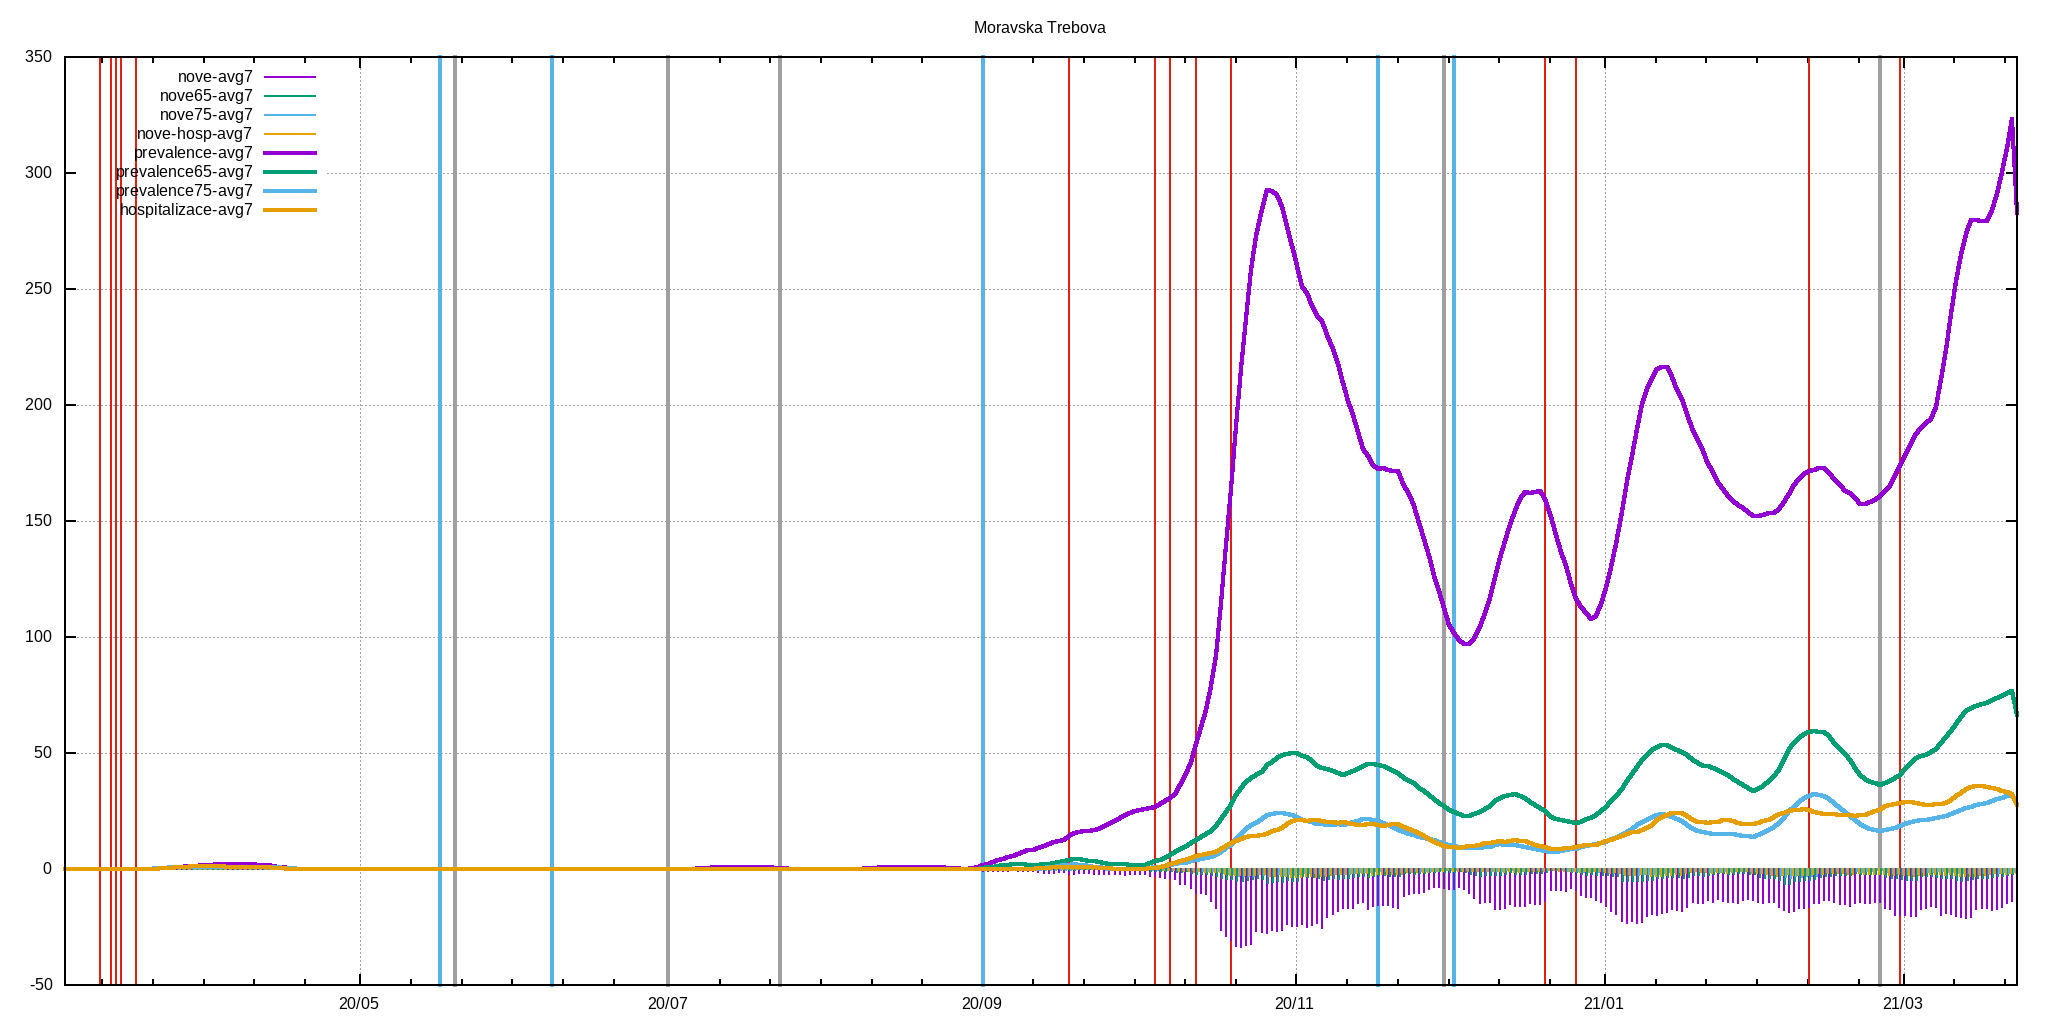 Moravska Trebova
350
300
250
200
150
100
50
0
-50
nove-avg7
nove65-avg7
nove75-avg7
nove-hosp-avg7
prevalence-avg7
prevalence65-avg7
prevalence75-avg7
hospitalizace-avg7
20/05
20/07
20/09
20/11
21/01
21/03